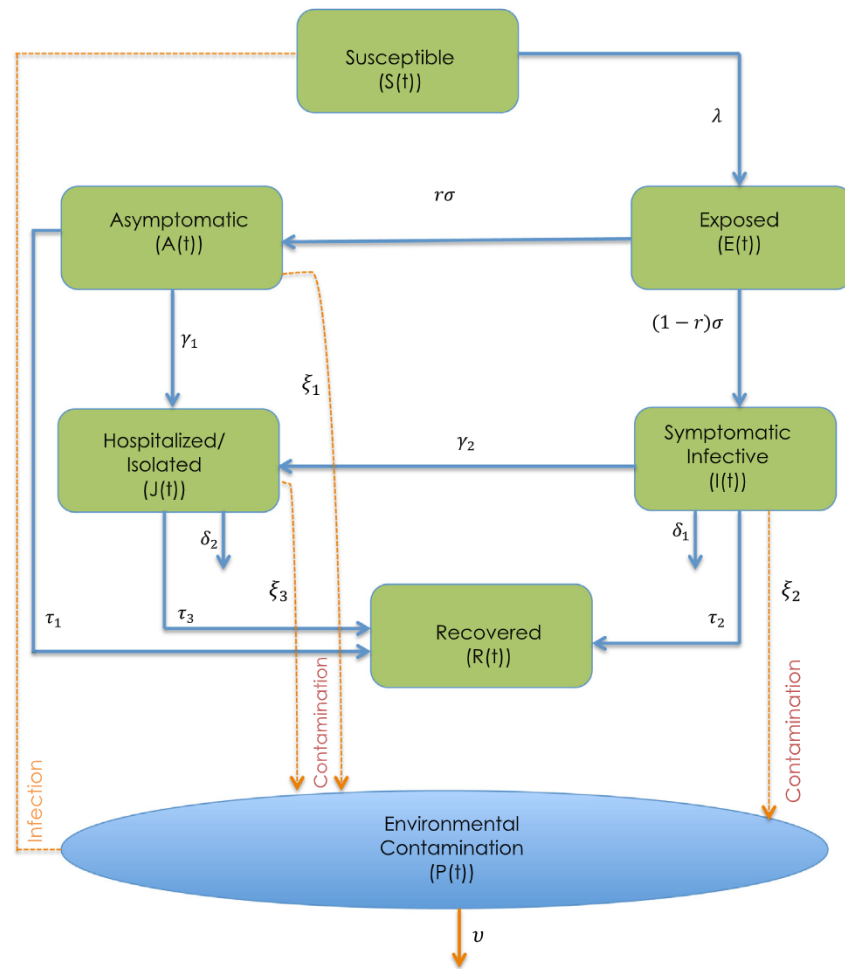 Susceptible
(S(t))
λ
rσ
Asymptomatic
(A(t))
Exposed
(E(t))
γ₁
(1 − r)σ
ξ₁
Hospitalized/
Isolated
(J(t))
γ₂
Symptomatic
Infective
(I(t))
δ₂
δ₁
ξ₃
ξ₂
τ₁
τ₃
τ₂
Recovered
(R(t))
Infection
Contamination
Contamination
Environmental
Contamination
(P(t))
υ